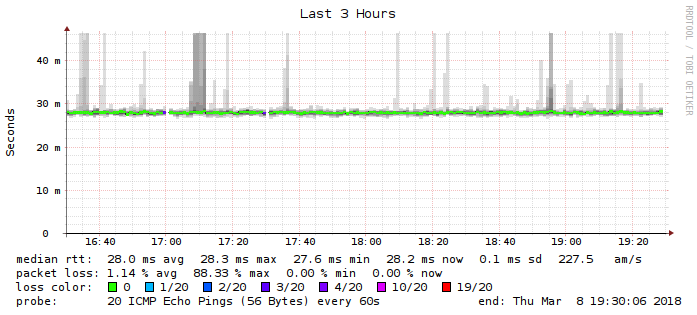 Last 3 Hours
RRDTOOL / TOBI OETIKER
Seconds
40 m
30 m
20 m
10 m
0
16:40 17:00 17:20 17:40 18:00 18:20 18:40 19:00 19:20
median rtt: 28.0 ms avg 28.3 ms max 27.6 ms min 28.2 ms now 0.1 ms sd 227.5 am/s
packet loss: 1.14 % avg 88.33 % max 0.00 % min 0.00 % now
loss color: 0 1/20 2/20 3/20 4/20 10/20 19/20
probe: 20 ICMP Echo Pings (56 Bytes) every 60s end: Thu Mar 8 19:30:06 2018